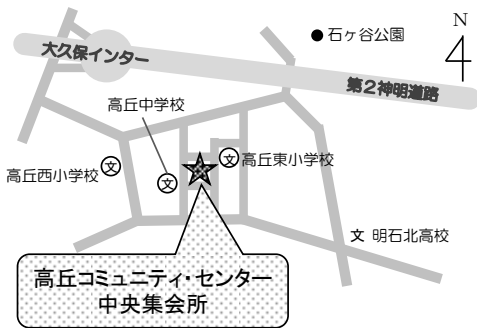 石ヶ谷公園
N
大久保インター
第2神明道路
高丘中学校
文 高丘東小学校
高丘西小学校 文
文
文 明石北高校
高丘コミュニティ・センター
中央集会所